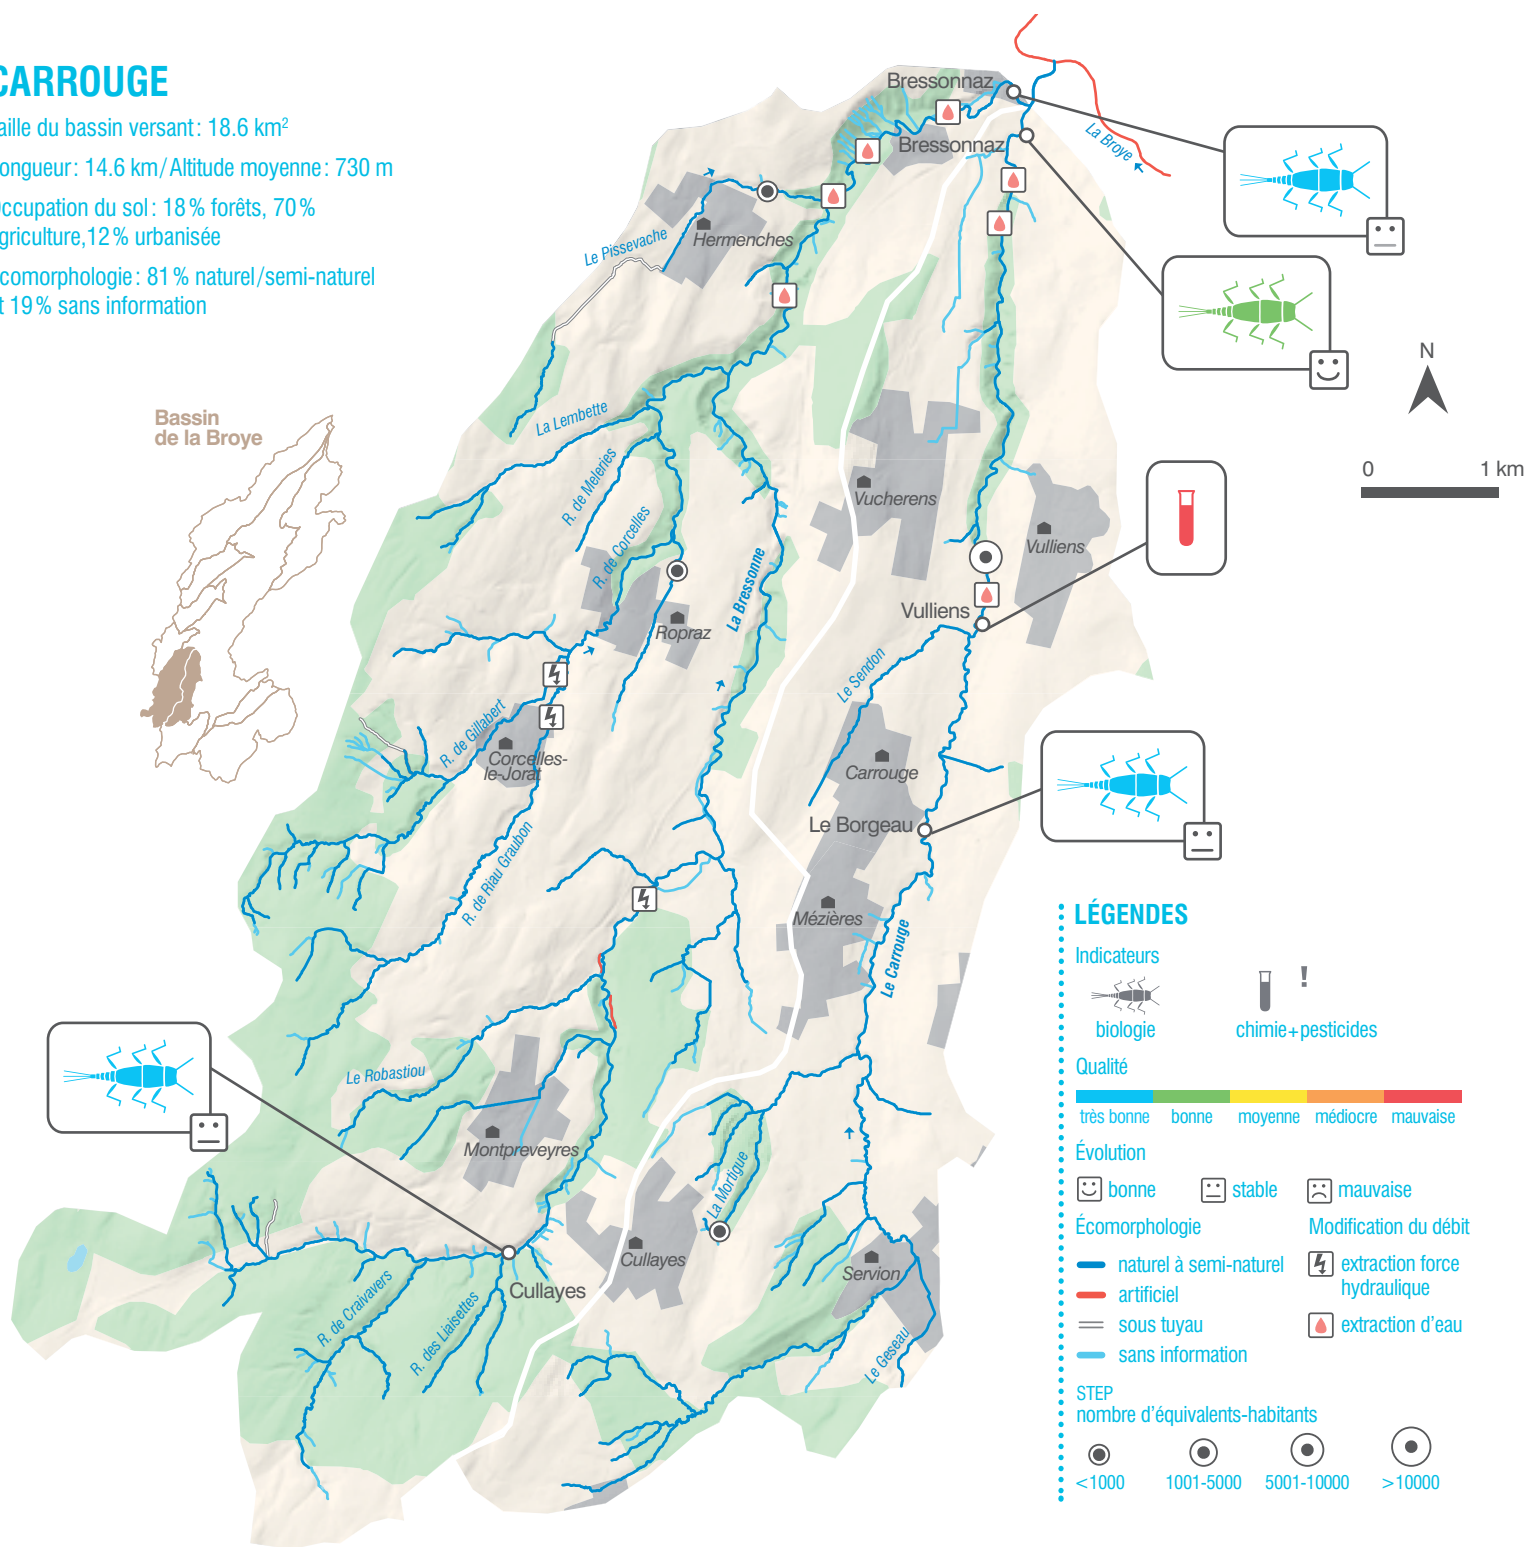 CARROUGE
aille du bassin versant : 18.6 km²
ongueur : 14.6 km / Altitude moyenne : 730 m
ccupation du sol : 18 % forêts, 70 %
griculture,12 % urbanisée
comorphologie : 81 % naturel/semi-naturel
t 19 % sans information
Bassin
de la Broye
Bressonnaz
Bressonnaz
La Broye
Hermenches
Le Pissevache
La Lembette
R. de Meleries
R. de Corcelles
La Bressonne
Vucherens
Vulliens
Vulliens
Ropraz
Le Sendon
R. de Gillabert
Corcelles-
le-Jorat
Carrouge
Le Borgeau
R. de Riau Graubon
Mézières
Le Carrouge
Le Robastiou
Montpreveyres
La Mortigue
Cullayes
Servion
Cullayes
R. de Craivavers
R. des Liaisettes
Le Geseau
N
0 1 km
LÉGENDES
Indicateurs
!
biologie chimie+pesticides
Qualité
très bonne bonne moyenne médiocre mauvaise
Évolution
bonne stable mauvaise
Écomorphologie
naturel à semi-naturel
artificiel
sous tuyau
sans information
Modification du débit
extraction force
hydraulique
extraction d'eau
STEP
nombre d'équivalents-habitants
<1000 1001-5000 5001-10000 >10000